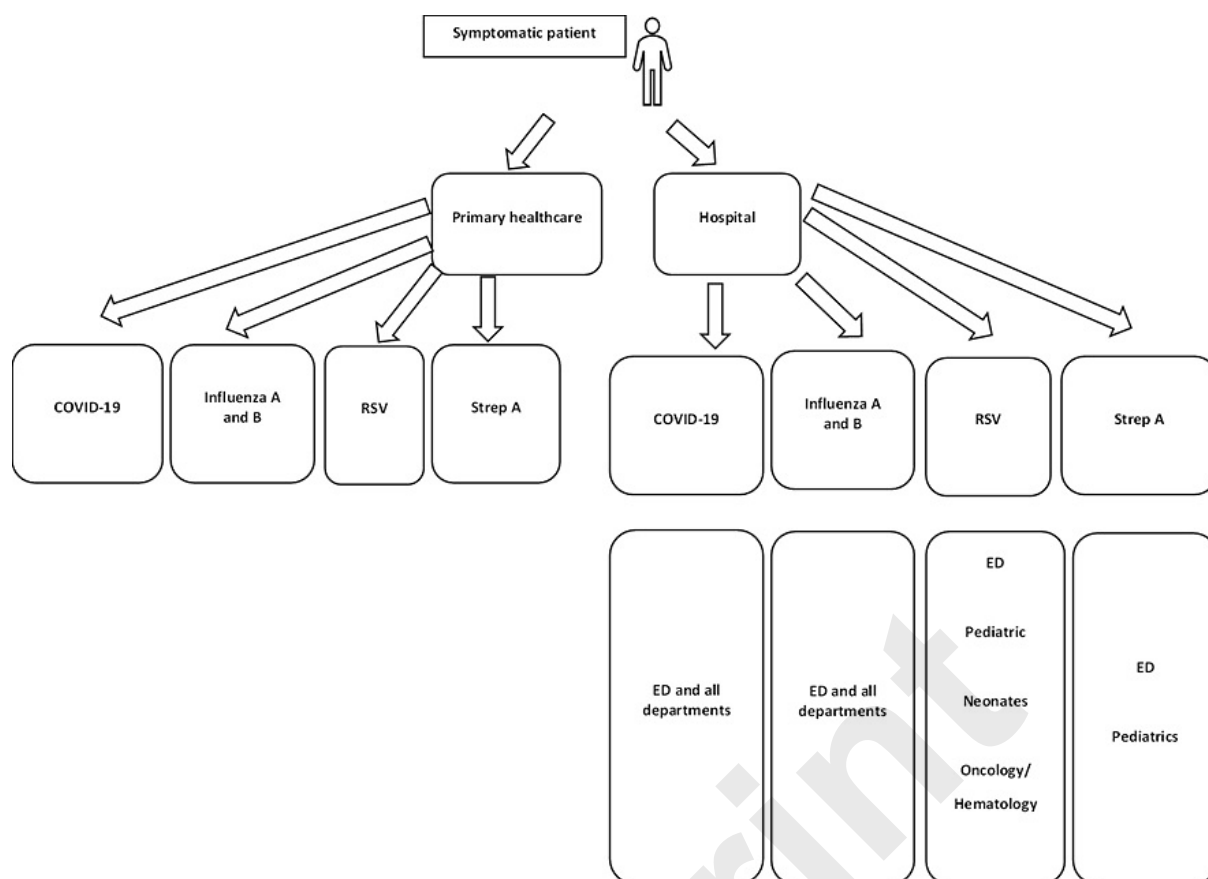 Symptomatic patient
Primary healthcare
Hospital
COVID-19
Influenza A
and B
RSV
Strep A
COVID-19
Influenza A
and B
RSV
Strep A
ED and all
departments
ED and all
departments
ED
Pediatric
Neonates
Oncology/
Hematology
ED
Pediatrics
rint